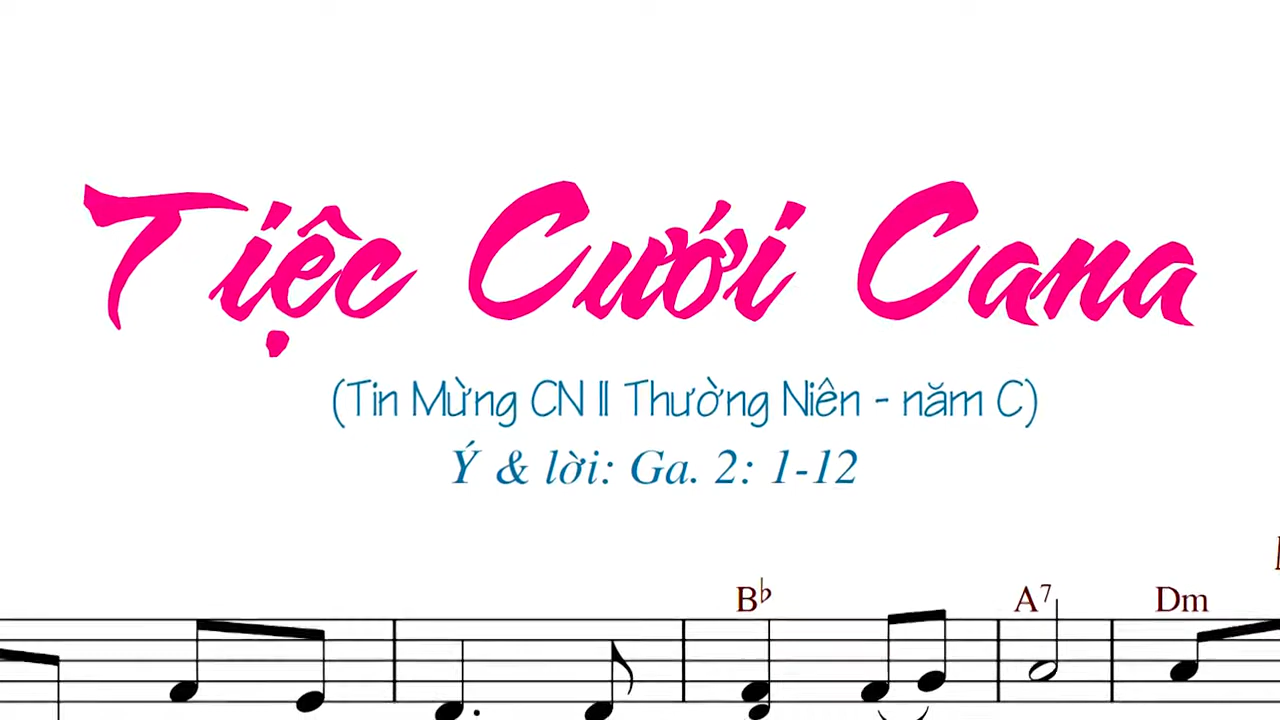 Tiệc Cưới Cana
(Tin Mừng CN II Thường Niên - năm C)
Ý & lời: Ga. 2: 1-12
B♭ A7 Dm